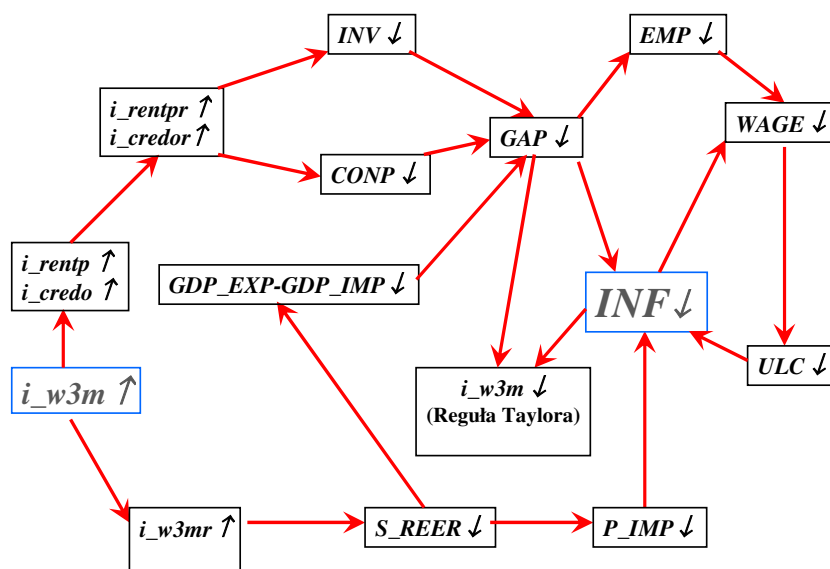 INV ↓
EMP ↓
i_rentpr ↑
i_credor ↑
GAP ↓
WAGE ↓
CONP ↓
i_rentp ↑
i_credo ↑
GDP_EXP-GDP_IMP ↓
INF ↓
i_w3m ↑
i_w3m ↓
(Reguła Taylora)
ULC ↓
i_w3mr ↑
S_REER ↓
P_IMP ↓